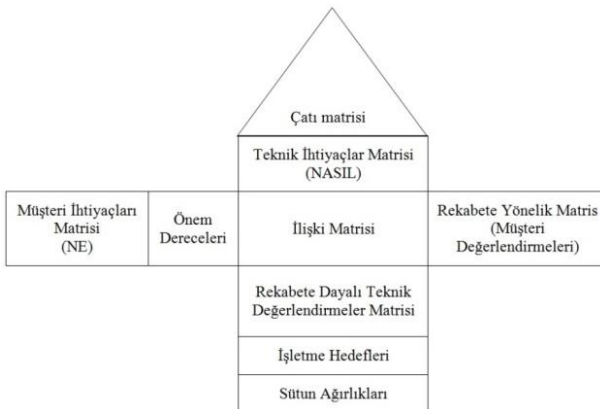 Çatı matrisi
Teknik İhtiyaçlar Matrisi
(NASIL)
Müşteri İhtiyaçları
Matrisi
(NE)
Önem
Dereceleri
İlişki Matrisi
Rekabete Yönelik Matris
(Müşteri
Değerlendirmeleri)
Rekabete Dayalı Teknik
Değerlendirmeler Matrisi
İşletme Hedefleri
Sütun Ağırlıkları